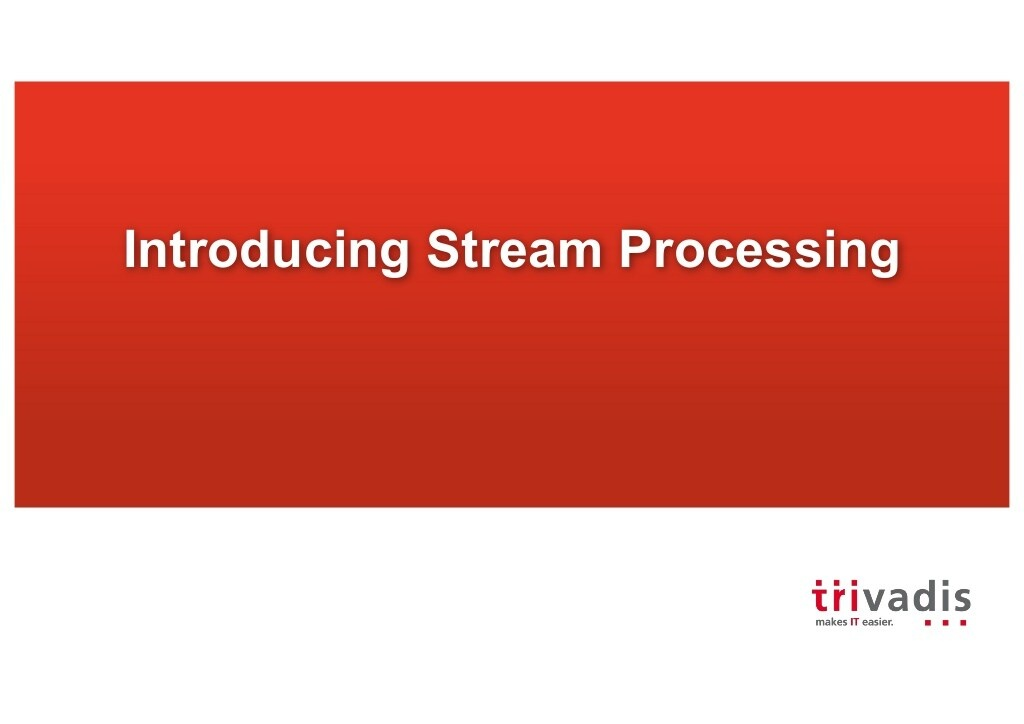 Introducing Stream Processing
trivadis
makes IT easier.